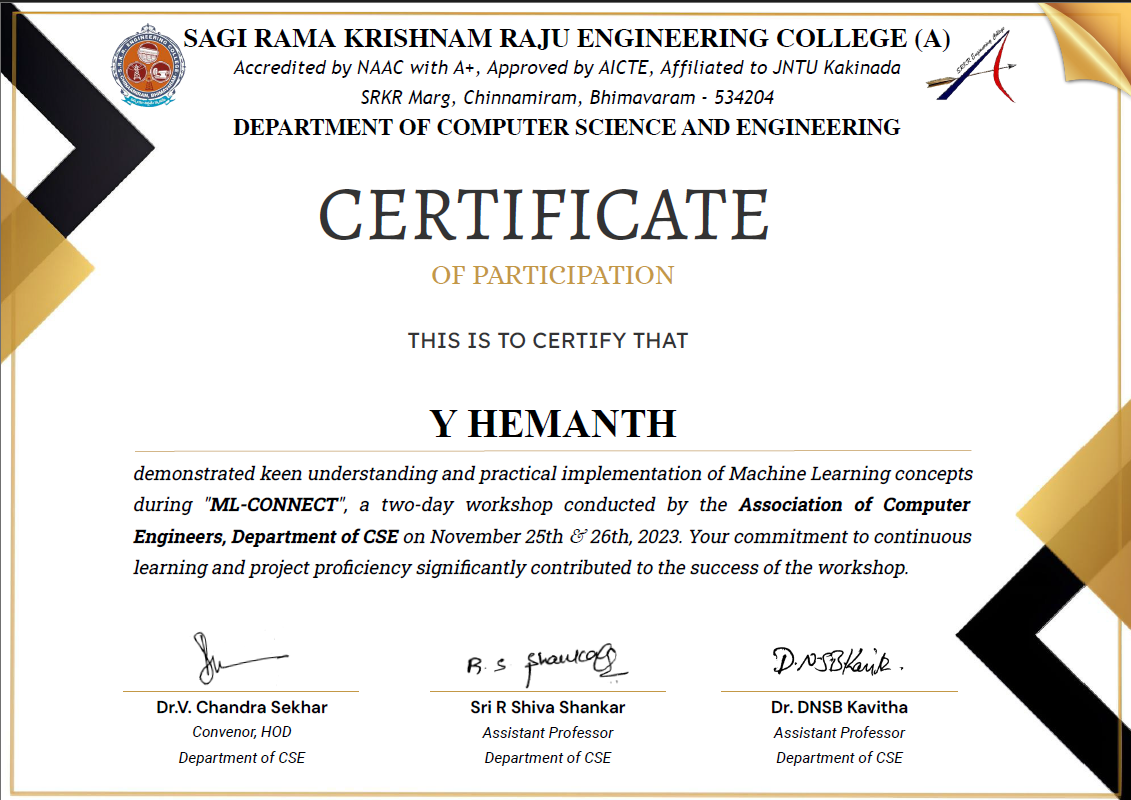 SAGI RAMA KRISHNAM RAJU ENGINEERING COLLEGE (A)
Accredited by NAAC with A+, Approved by AICTE, Affiliated to JNTU Kakinada
SRKR Marg, Chinnamiram, Bhimavaram - 534204
DEPARTMENT OF COMPUTER SCIENCE AND ENGINEERING
SRKR Engineering College
CERTIFICATE
OF PARTICIPATION
THIS IS TO CERTIFY THAT
Y HEMANTH
demonstrated keen understanding and practical implementation of Machine Learning concepts
during "ML-CONNECT", a two-day workshop conducted by the Association of Computer
Engineers, Department of CSE on November 25th & 26th, 2023. Your commitment to continuous
learning and project proficiency significantly contributed to the success of the workshop.
R. S Shankar
D.NSBKavitha.
Dr.V. Chandra Sekhar
Convenor, HOD
Department of CSE
Sri R Shiva Shankar
Assistant Professor
Department of CSE
Dr. DNSB Kavitha
Assistant Professor
Department of CSE